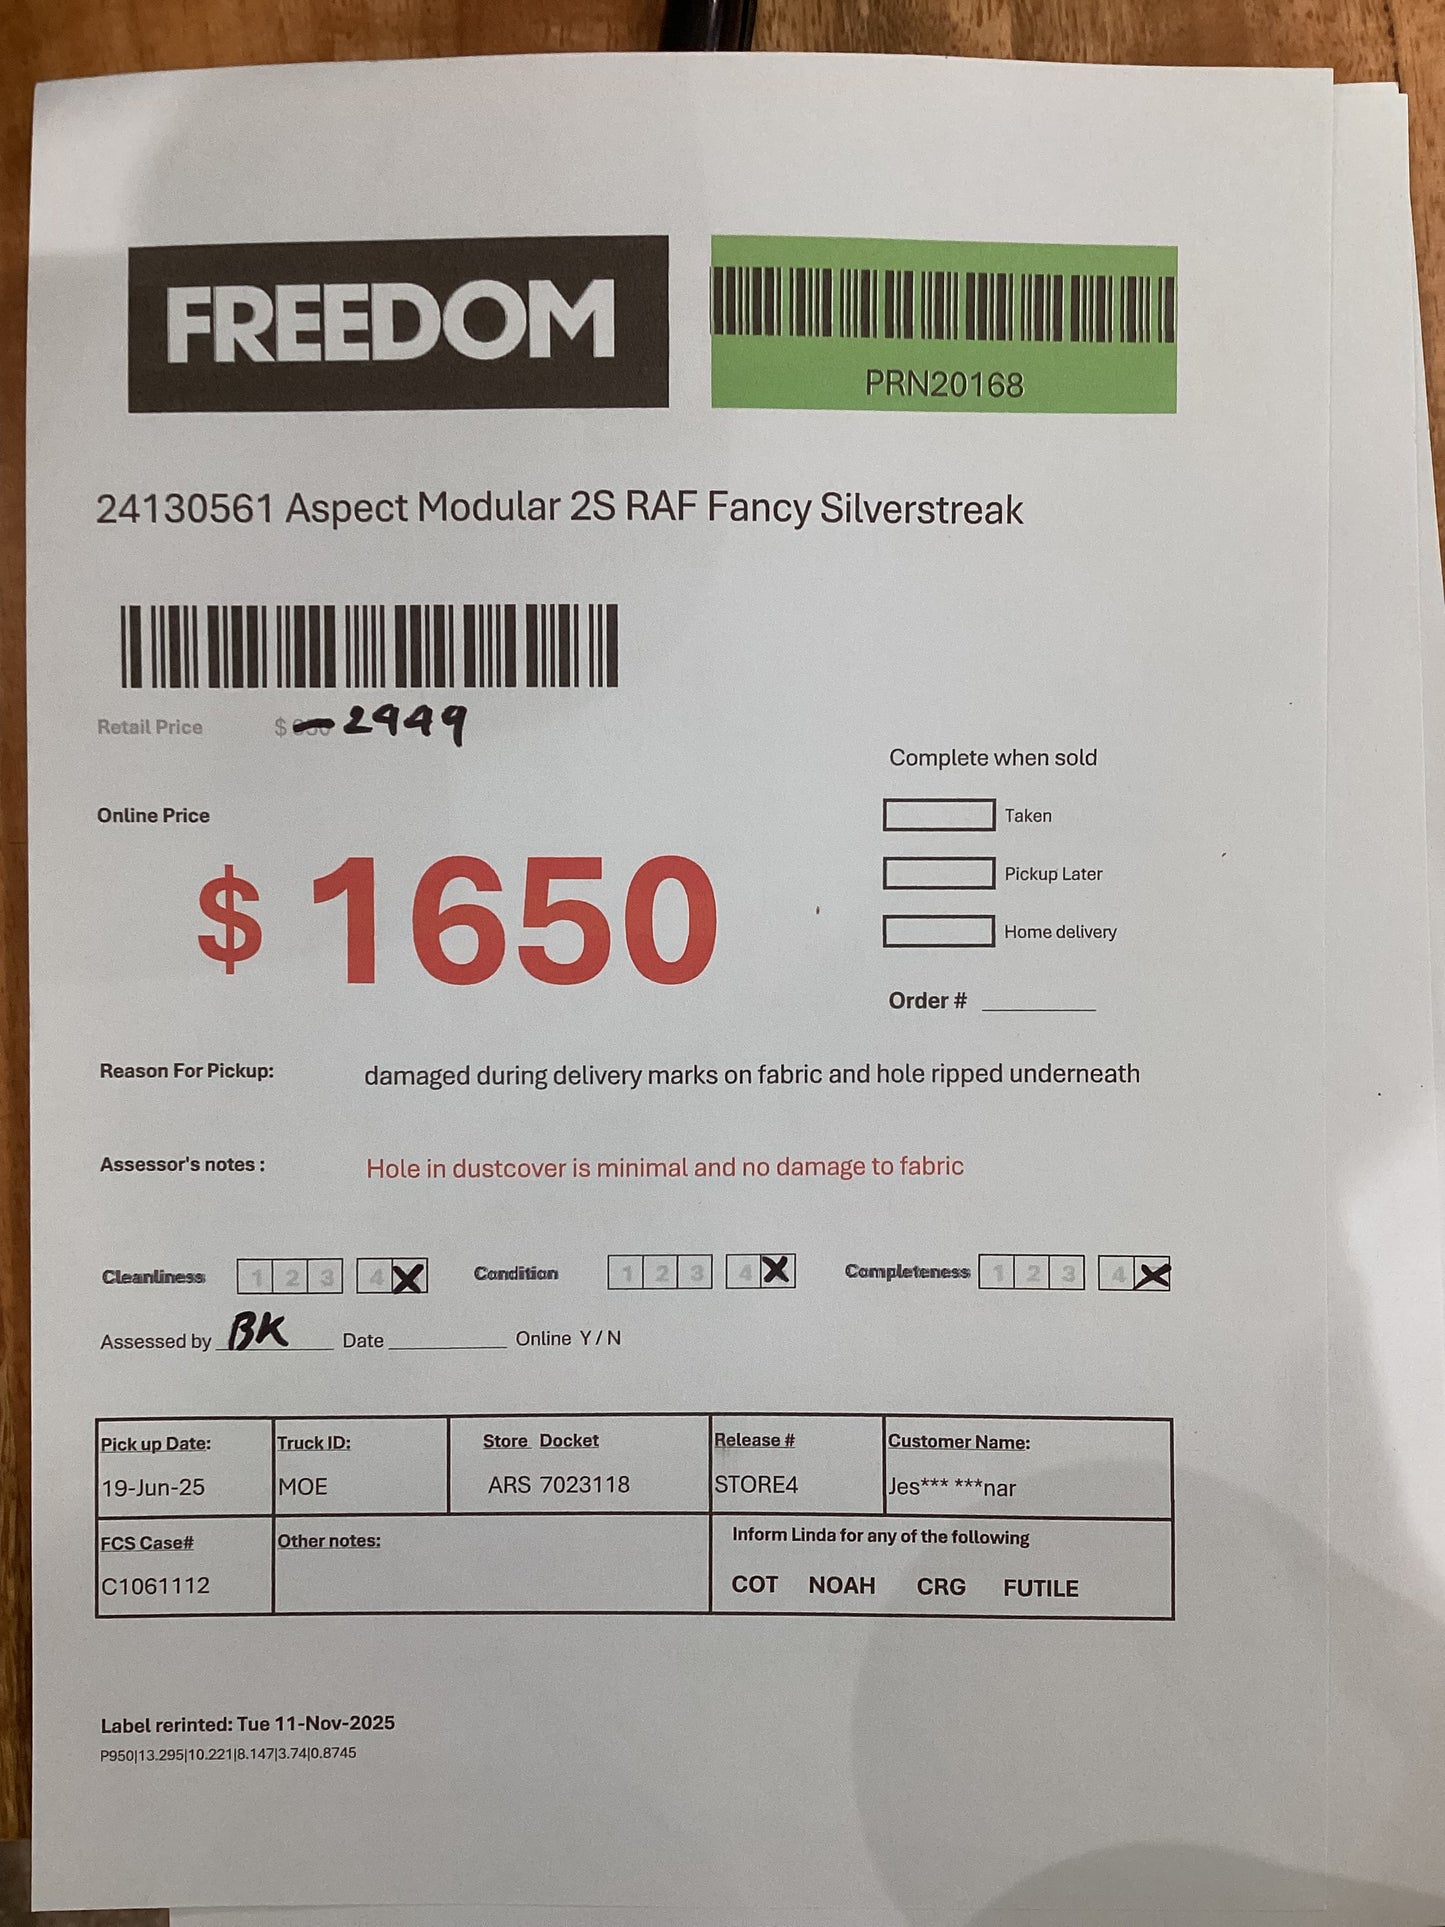 FREEDOM
PRN20168
24130561 Aspect Modular 2S RAF Fancy Silverstreak
Retail Price $ 2999
Complete when sold
Online Price
Taken
$ 1650
Pickup Later
Home delivery
Order #
Reason For Pickup: damaged during delivery marks on fabric and hole ripped underneath
Assessor's notes : Hole in dustcover is minimal and no damage to fabric
Cleanliness 1 2 3 4 X Condition 1 2 3 4 X Completeness 1 2 3 4 X
Assessed by BK Date Online Y / N
Pick up Date: Truck ID: Store Docket Release # Customer Name:
19-Jun-25 MOE ARS 7023118 STORE4 Jes*** ***nar
FCS Case# Other notes: Inform Linda for any of the following
C1061112 COT NOAH CRG FUTILE
Label rerinted: Tue 11-Nov-2025
P950|13.295|10.221|8.147|3.74|0.8745